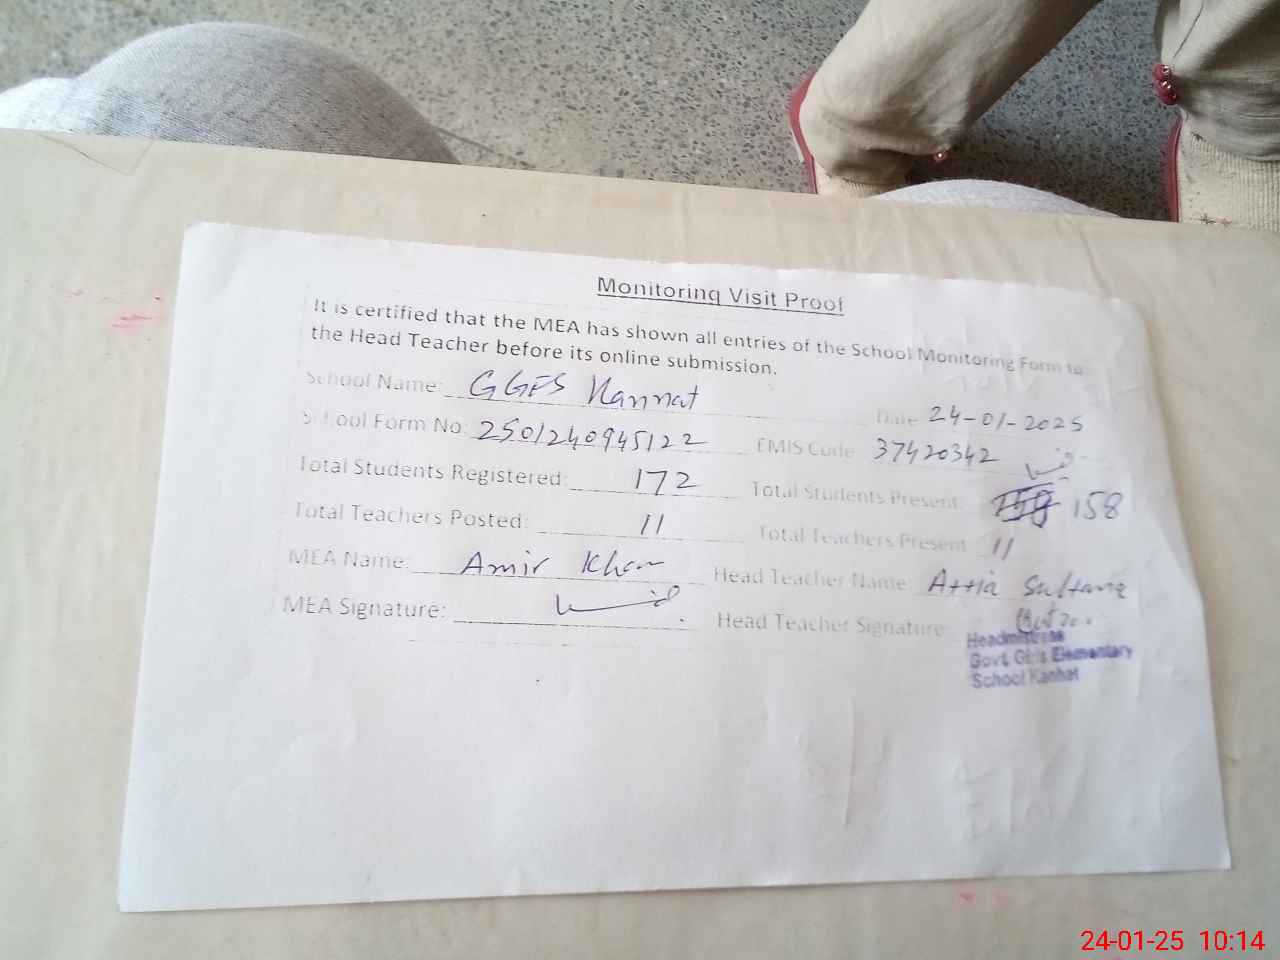 Monitoring Visit Proof
It is certified that the MEA has shown all entries of the School Monitoring Form to
the Head Teacher before its online submission.
School Name: GGES Kannat Date 24-01-2025
School Form No: 2501240945122 EMIS Code 37420342
Total Students Registered: 172 Total Students Present 158
Total Teachers Posted: 11 Total Teachers Present 11
MEA Name: Amir Khan Head Teacher Name: Attia Sultana
MEA Signature: Head Teacher Signature
Headmistress
Govt. Girls Elementary
School Kanhat
24-01-25 10:14